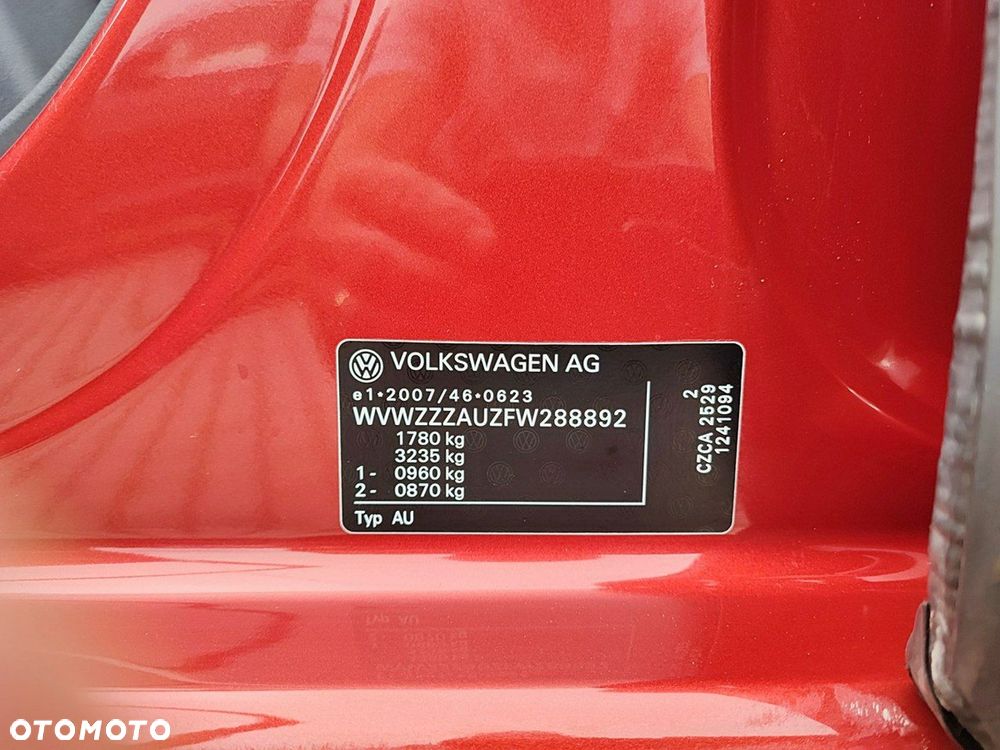 VOLKSWAGEN AG
e1*2007/46*0623
WVWZZZAUZFW288892
1780 kg
3235 kg
1- 0960 kg
2- 0870 kg
Typ AU
2
CZCA 2529
1241094
OTOMOTO